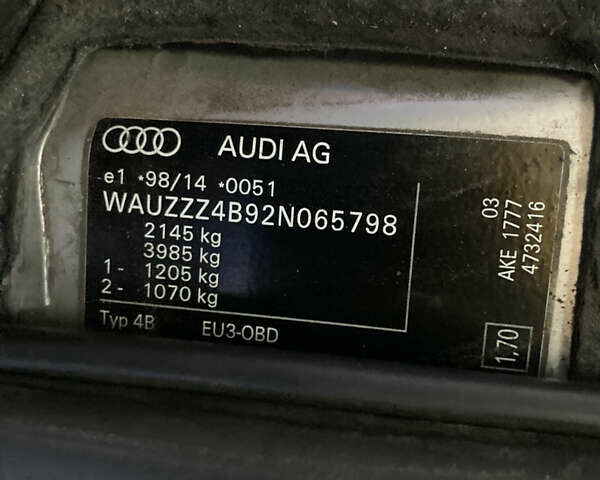 AUDI AG
e1 *98/14 *0051
WAUZZZ4B92N065798
2145 kg
3985 kg
1 - 1205 kg
2 - 1070 kg
Typ 4B EU3-OBD
03
AKE 1777
4732416
1,70